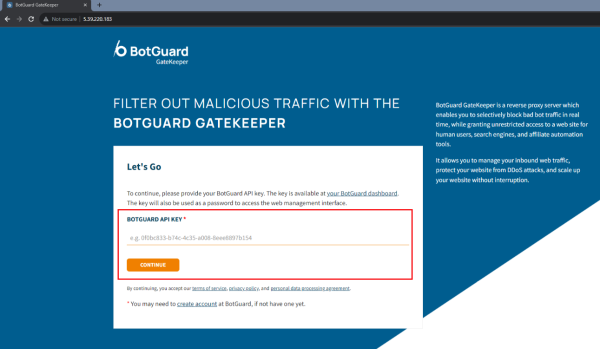 BotGuard GateKeeper
Not secure | 5.39.220.183
BotGuard
GateKeeper
FILTER OUT MALICIOUS TRAFFIC WITH THE
BOTGUARD GATEKEEPER
Let's Go
To continue, please provide your BotGuard API key. The key is available at your BotGuard dashboard.
The key will also be used as a password to access the web management interface.
BOTGUARD API KEY *
e.g. 0f0bc833-b74c-4c35-a008-8eee8897b154
CONTINUE
By continuing, you accept our terms of service, privacy policy, and personal data processing agreement.
* You may need to create account at BotGuard, if not have one yet.
BotGuard GateKeeper is a reverse proxy server which
enables you to selectively block bad bot traffic in real
time, while granting unrestricted access to a web site for
human users, search engines, and affiliate automation
tools.
It allows you to manage your inbound web traffic,
protect your website from DDoS attacks, and scale up
your website without interruption.